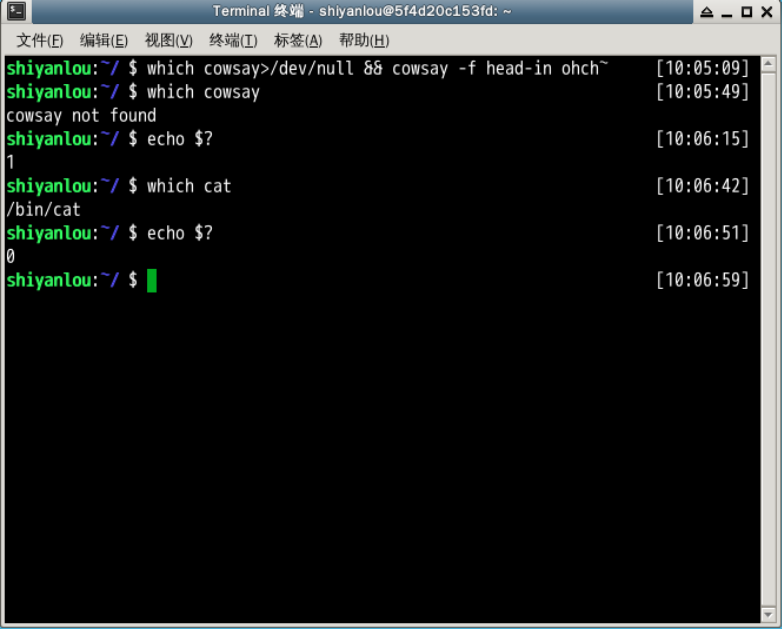 Terminal 终端 - shiyanlou@5f4d20c153fd: ~
文件(F) 编辑(E) 视图(V) 终端(T) 标签(A) 帮助(H)
shiyanlou:~/ $ which cowsay>/dev/null && cowsay -f head-in ohch~ [10:05:09]
shiyanlou:~/ $ which cowsay [10:05:49]
cowsay not found
shiyanlou:~/ $ echo $? [10:06:15]
1
shiyanlou:~/ $ which cat [10:06:42]
/bin/cat
shiyanlou:~/ $ echo $? [10:06:51]
0
shiyanlou:~/ $ [10:06:59]